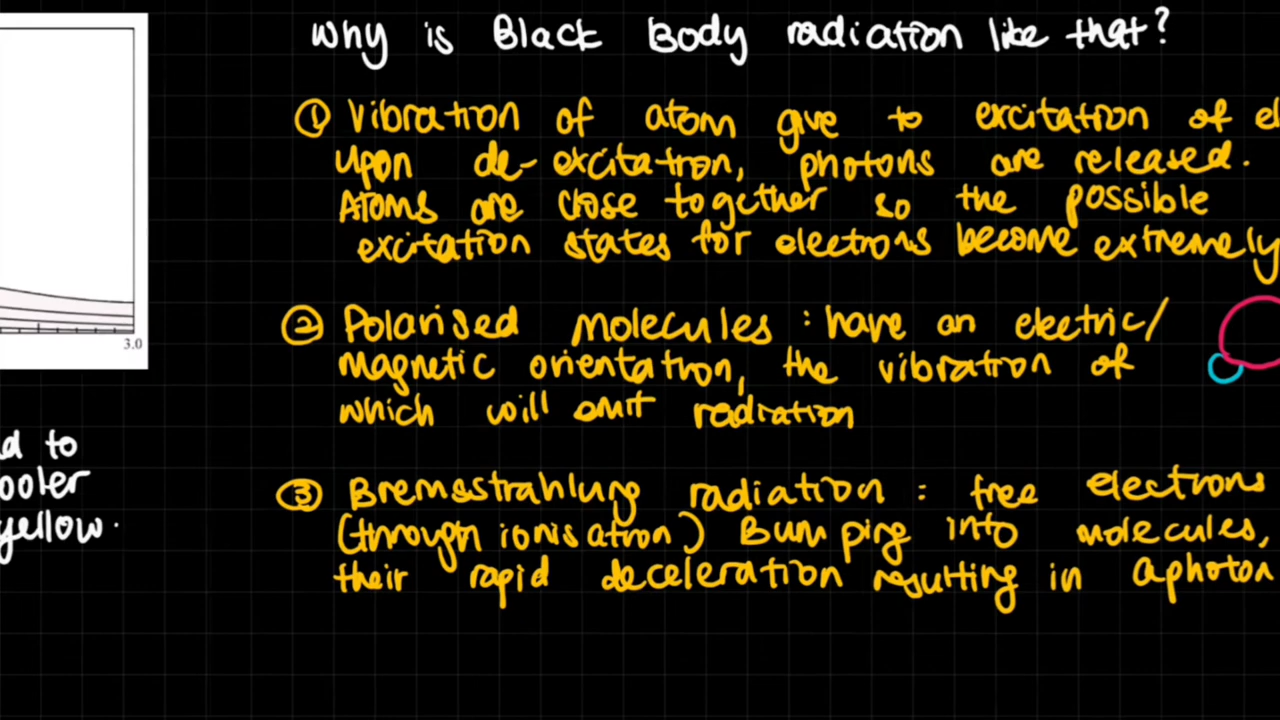 Why is Black Body radiation like that?
① Vibration of atom give to excitation of el
upon de-excitation, photons are released.
Atoms are close together so the possible
excitation states for electrons become extremely
② Polarised molecules : have an electric/
magnetic orientation, the vibration of
which will emit radiation
③ Bremsstrahlung radiation : free electrons
(through ionisation) Bumping into molecules,
their rapid deceleration resulting in a photon
3.0
d to
ooler
yellow.